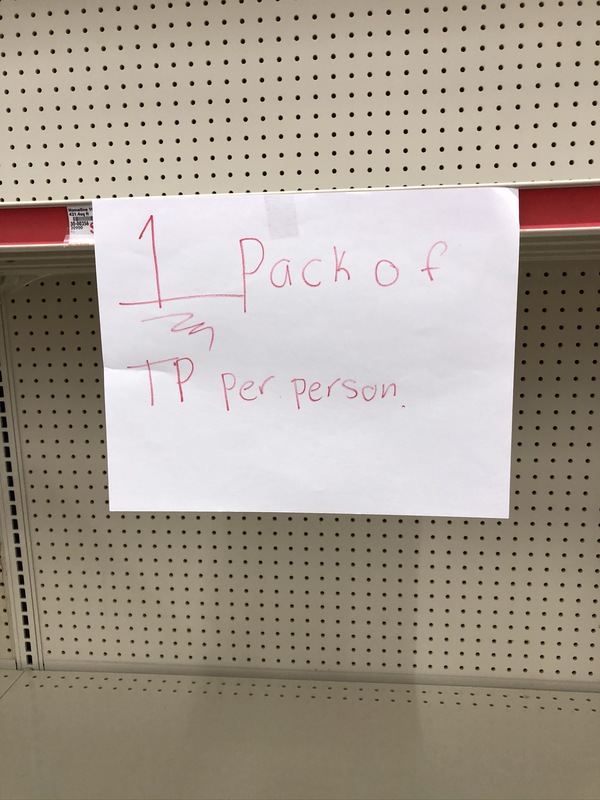 1 Pack of
TP per person.